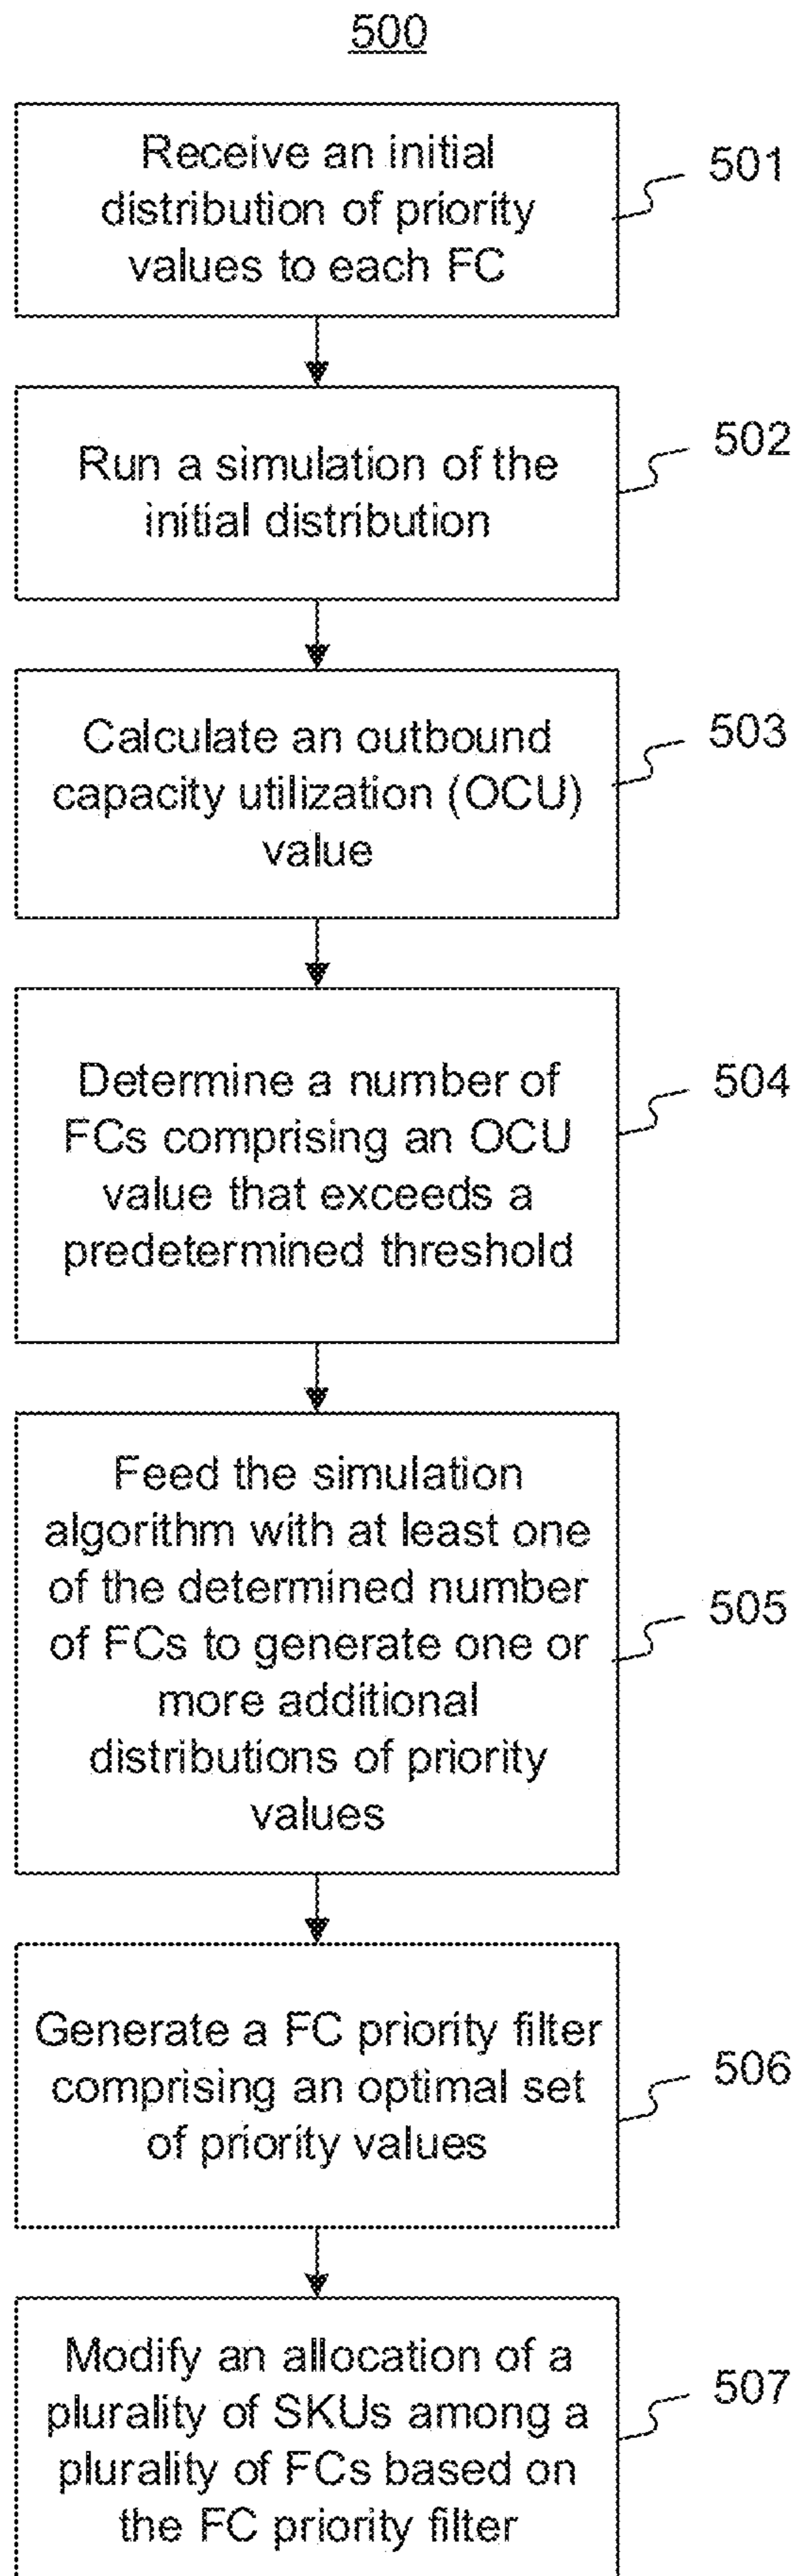 500
Receive an initial
distribution of priority
values to each FC
501
Run a simulation of the
initial distribution
502
Calculate an outbound
capacity utilization (OCU)
value
503
Determine a number of
FCs comprising an OCU
value that exceeds a
predetermined threshold
504
Feed the simulation
algorithm with at least one
of the determined number
of FCs to generate one or
more additional
distributions of priority
values
505
Generate a FC priority filter
comprising an optimal set
of priority values
506
Modify an allocation of a
plurality of SKUs among a
plurality of FCs based on
the FC priority filter
507